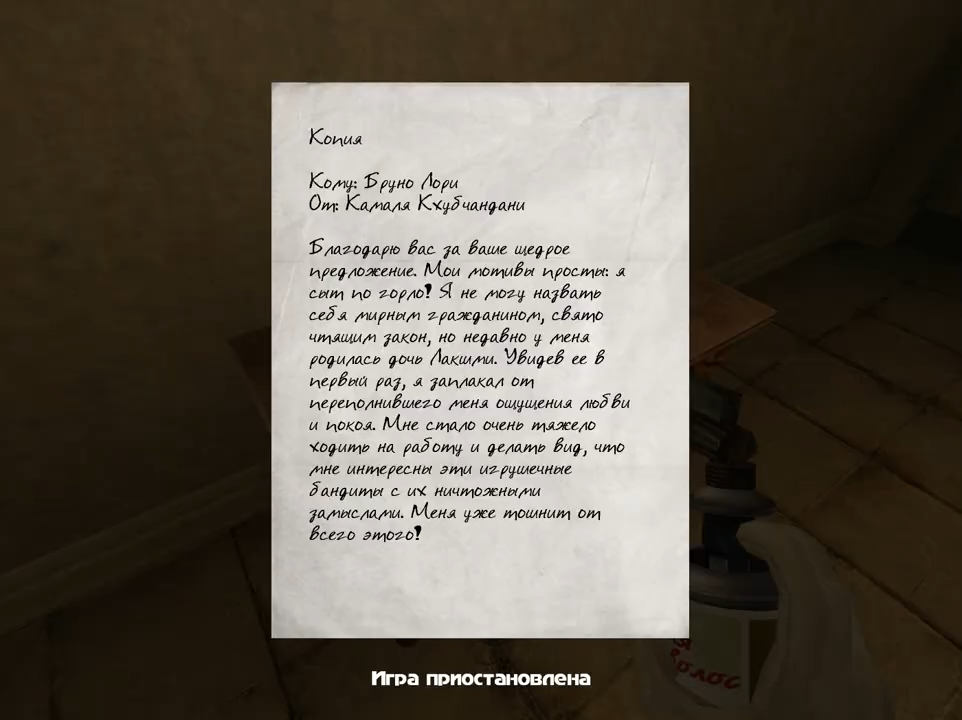 Копия
Кому: Бруно Лори
От: Камаля Кхубчандани
Благодарю вас за ваше щедрое
предложение. Мои мотивы просты: я
сыт по горло! Я не могу назвать
себя мирным гражданином, свято
чтящим закон, но недавно у меня
родилась дочь Лакшми. Увидев ее в
первый раз, я заплакал от
переполнившего меня ощущения любви
и покоя. Мне стало очень тяжело
ходить на работу и делать вид, что
мне интересны эти игрушечные
бандиты с их ничтожными
замыслами. Меня уже тошнит от
всего этого!
Игра приостановлена